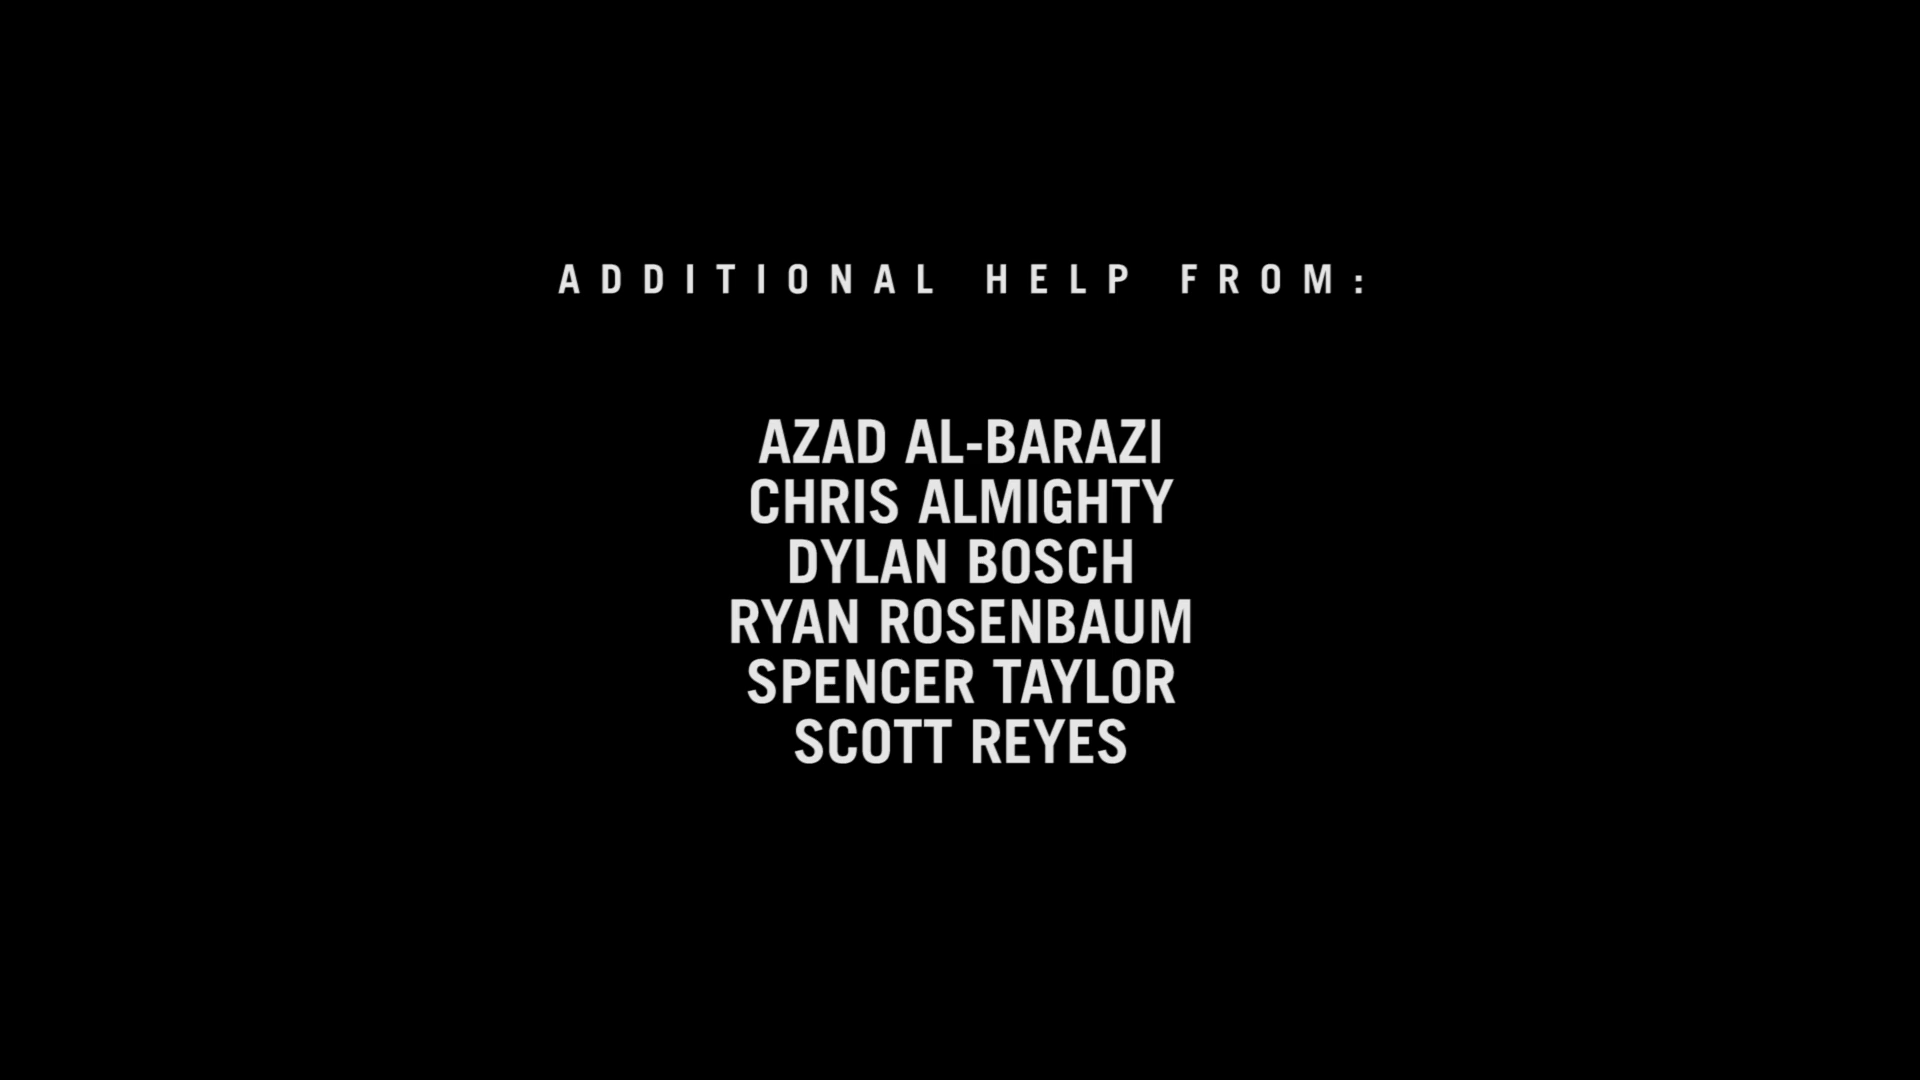 ADDITIONAL HELP FROM:
AZAD AL-BARAZI
CHRIS ALMIGHTY
DYLAN BOSCH
RYAN ROSENBAUM
SPENCER TAYLOR
SCOTT REYES